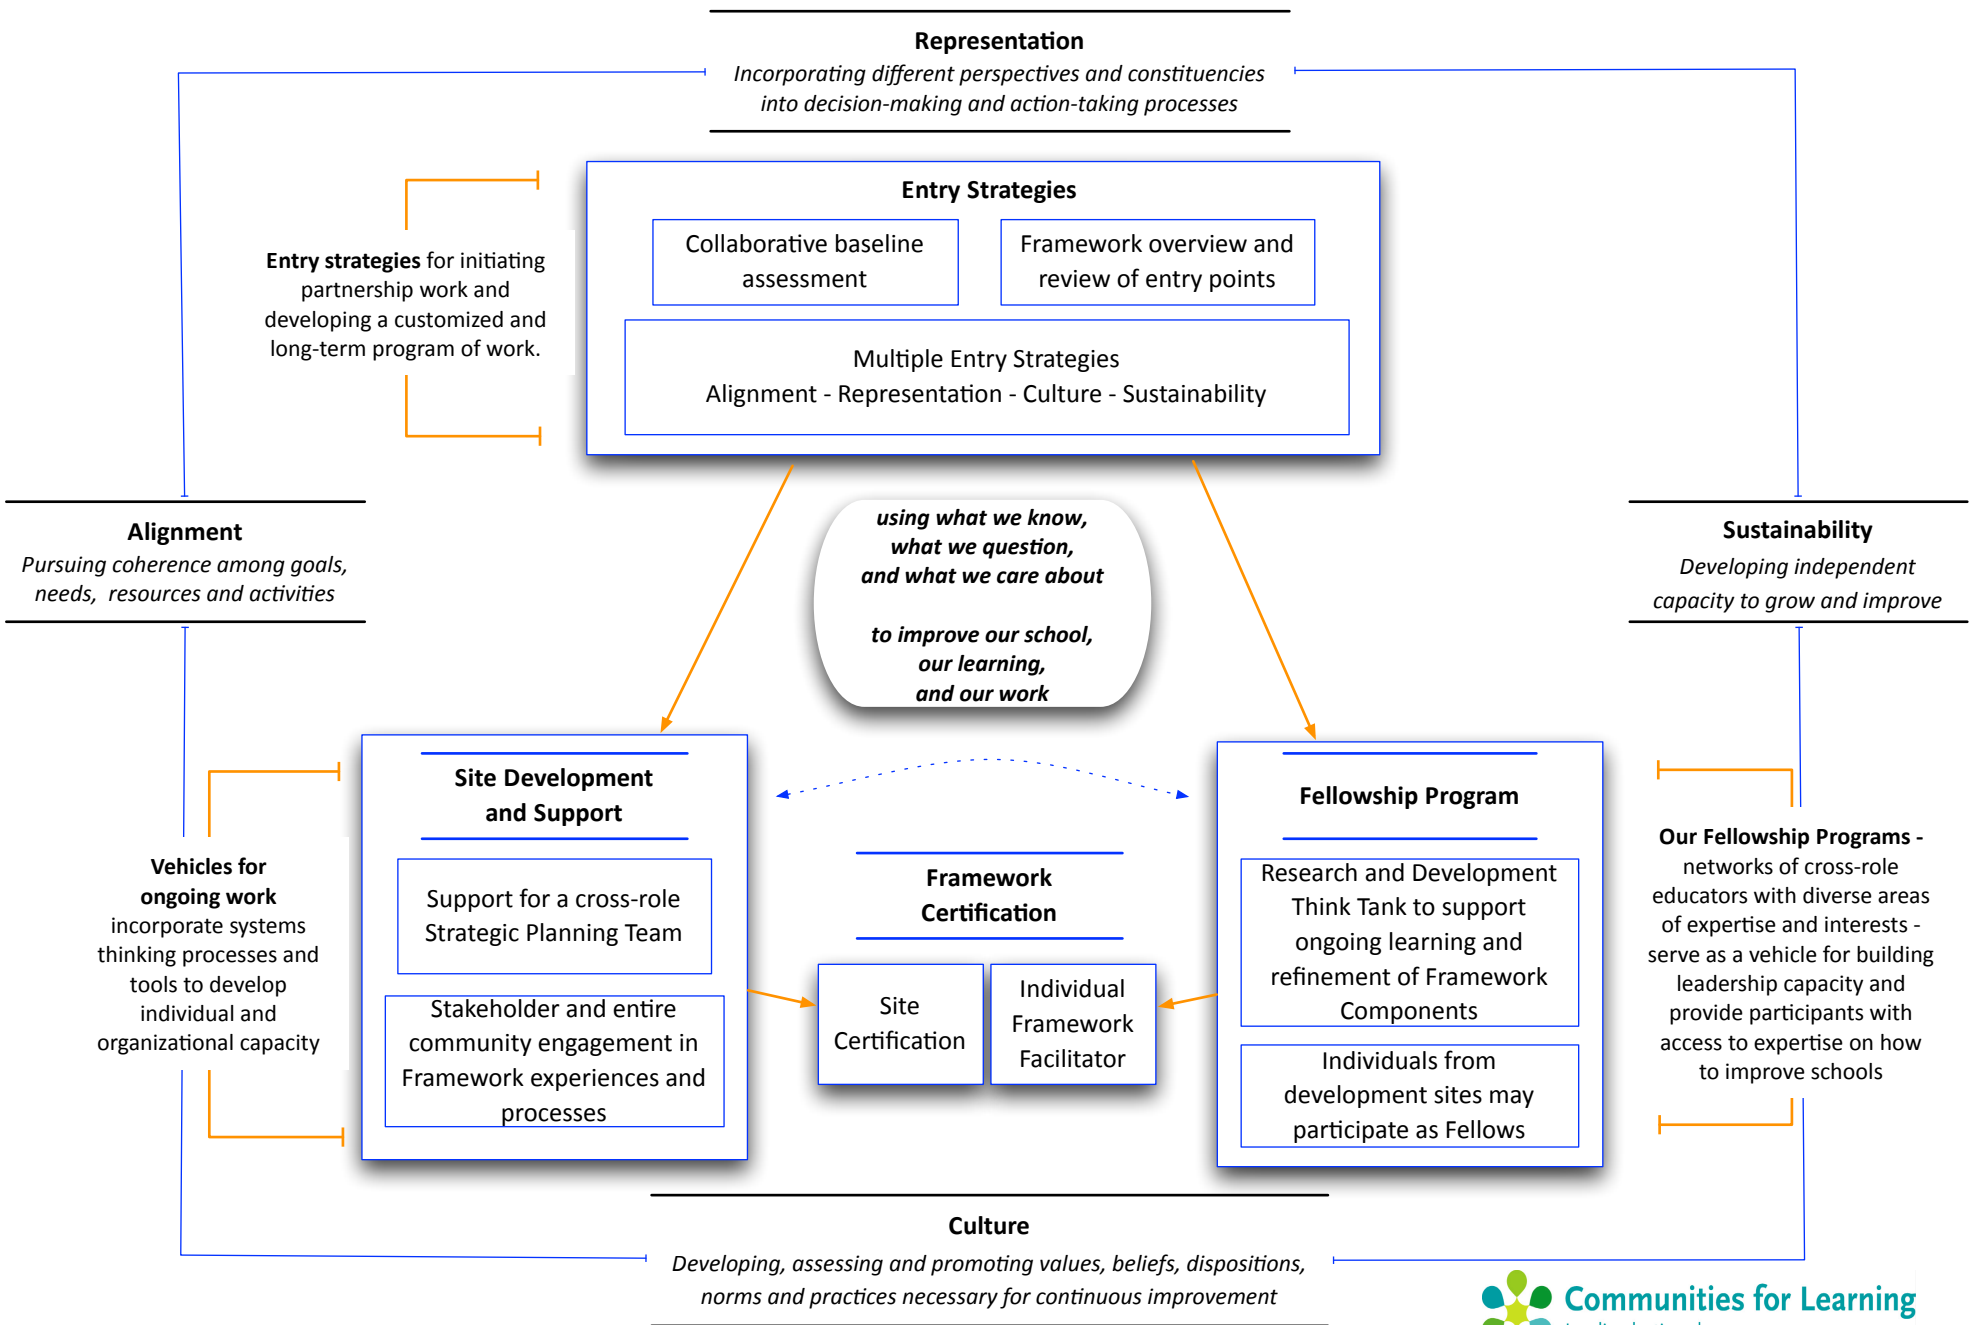 Representation
Incorporating different perspectives and constituencies
into decision-making and action-taking processes
Entry Strategies
Collaborative baseline
assessment
Framework overview and
review of entry points
Multiple Entry Strategies
Alignment - Representation - Culture - Sustainability
Entry strategies for initiating
partnership work and
developing a customized and
long-term program of work.
Alignment
Pursuing coherence among goals,
needs, resources and activities
using what we know,
what we question,
and what we care about
to improve our school,
our learning,
and our work
Sustainability
Developing independent
capacity to grow and improve
Vehicles for
ongoing work
incorporate systems
thinking processes and
tools to develop
individual and
organizational capacity
Site Development
and Support
Support for a cross-role
Strategic Planning Team
Stakeholder and entire
community engagement in
Framework experiences and
processes
Framework
Certification
Site
Certification
Individual
Framework
Facilitator
Fellowship Program
Research and Development
Think Tank to support
ongoing learning and
refinement of Framework
Components
Individuals from
development sites may
participate as Fellows
Our Fellowship Programs -
networks of cross-role
educators with diverse areas
of expertise and interests -
serve as a vehicle for building
leadership capacity and
provide participants with
access to expertise on how
to improve schools
Culture
Developing, assessing and promoting values, beliefs, dispositions,
norms and practices necessary for continuous improvement
Communities for Learning